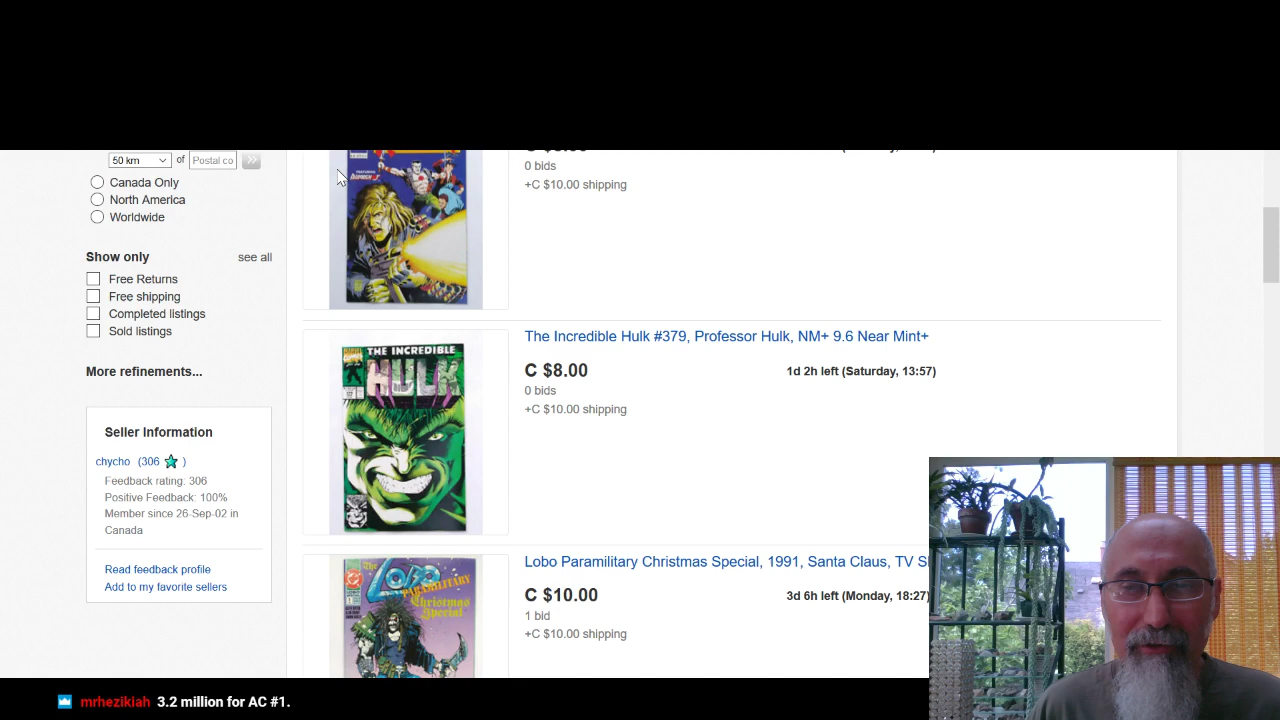 50 km of Postal co
0 bids
+C $10.00 shipping
Canada Only
North America
Worldwide
Show only see all
Free Returns
Free shipping
Completed listings
Sold listings
More refinements...
Seller Information
chycho (306 )
Feedback rating: 306
Positive Feedback: 100%
Member since 26-Sep-02 in
Canada
Read feedback profile
Add to my favorite sellers
THE INCREDIBLE
HULK
The Incredible Hulk #379, Professor Hulk, NM+ 9.6 Near Mint+
C $8.00 1d 2h left (Saturday, 13:57)
0 bids
+C $10.00 shipping
The Lobo
PARAMILITARY
Christmas
Special
Lobo Paramilitary Christmas Special, 1991, Santa Claus, TV S
C $10.00 3d 6h left (Monday, 18:27)
1 bid
+C $10.00 shipping
mrhezikiah 3.2 million for AC #1.